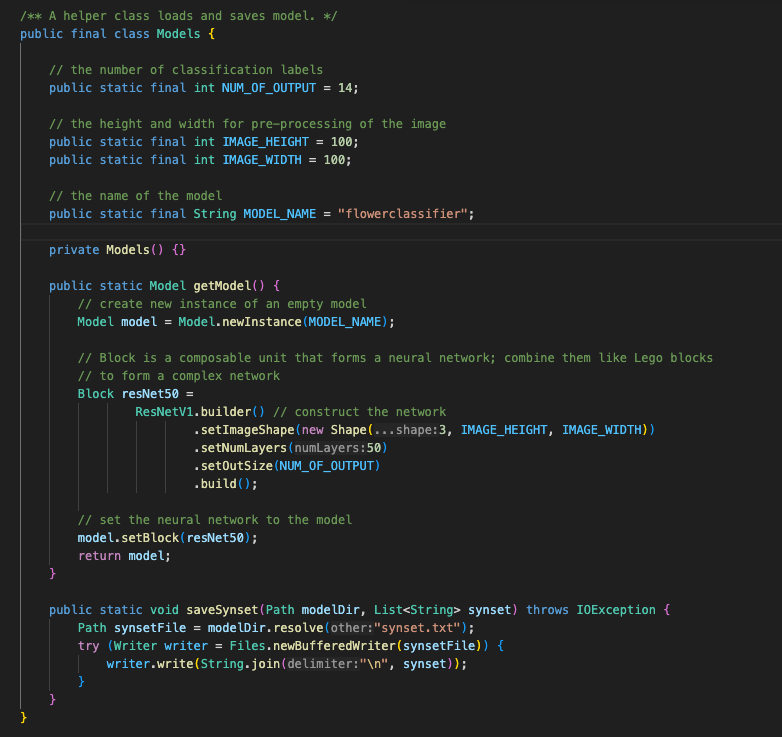 /** A helper class loads and saves model. */
public final class Models {
// the number of classification labels
public static final int NUM_OF_OUTPUT = 14;
// the height and width for pre-processing of the image
public static final int IMAGE_HEIGHT = 100;
public static final int IMAGE_WIDTH = 100;
// the name of the model
public static final String MODEL_NAME = "flowerclassifier";
private Models() {}
public static Model getModel() {
// create new instance of an empty model
Model model = Model.newInstance(MODEL_NAME);
// Block is a composable unit that forms a neural network; combine them like Lego blocks
// to form a complex network
Block resNet50 =
ResNetV1.builder() // construct the network
.setImageShape(new Shape(...shape:3, IMAGE_HEIGHT, IMAGE_WIDTH))
.setNumLayers(numLayers:50)
.setOutSize(NUM_OF_OUTPUT)
.build();
// set the neural network to the model
model.setBlock(resNet50);
return model;
}
public static void saveSynset(Path modelDir, List<String> synset) throws IOException {
Path synsetFile = modelDir.resolve(other:"synset.txt");
try (Writer writer = Files.newBufferedWriter(synsetFile)) {
writer.write(String.join(delimiter:"\n", synset));
}
}
}